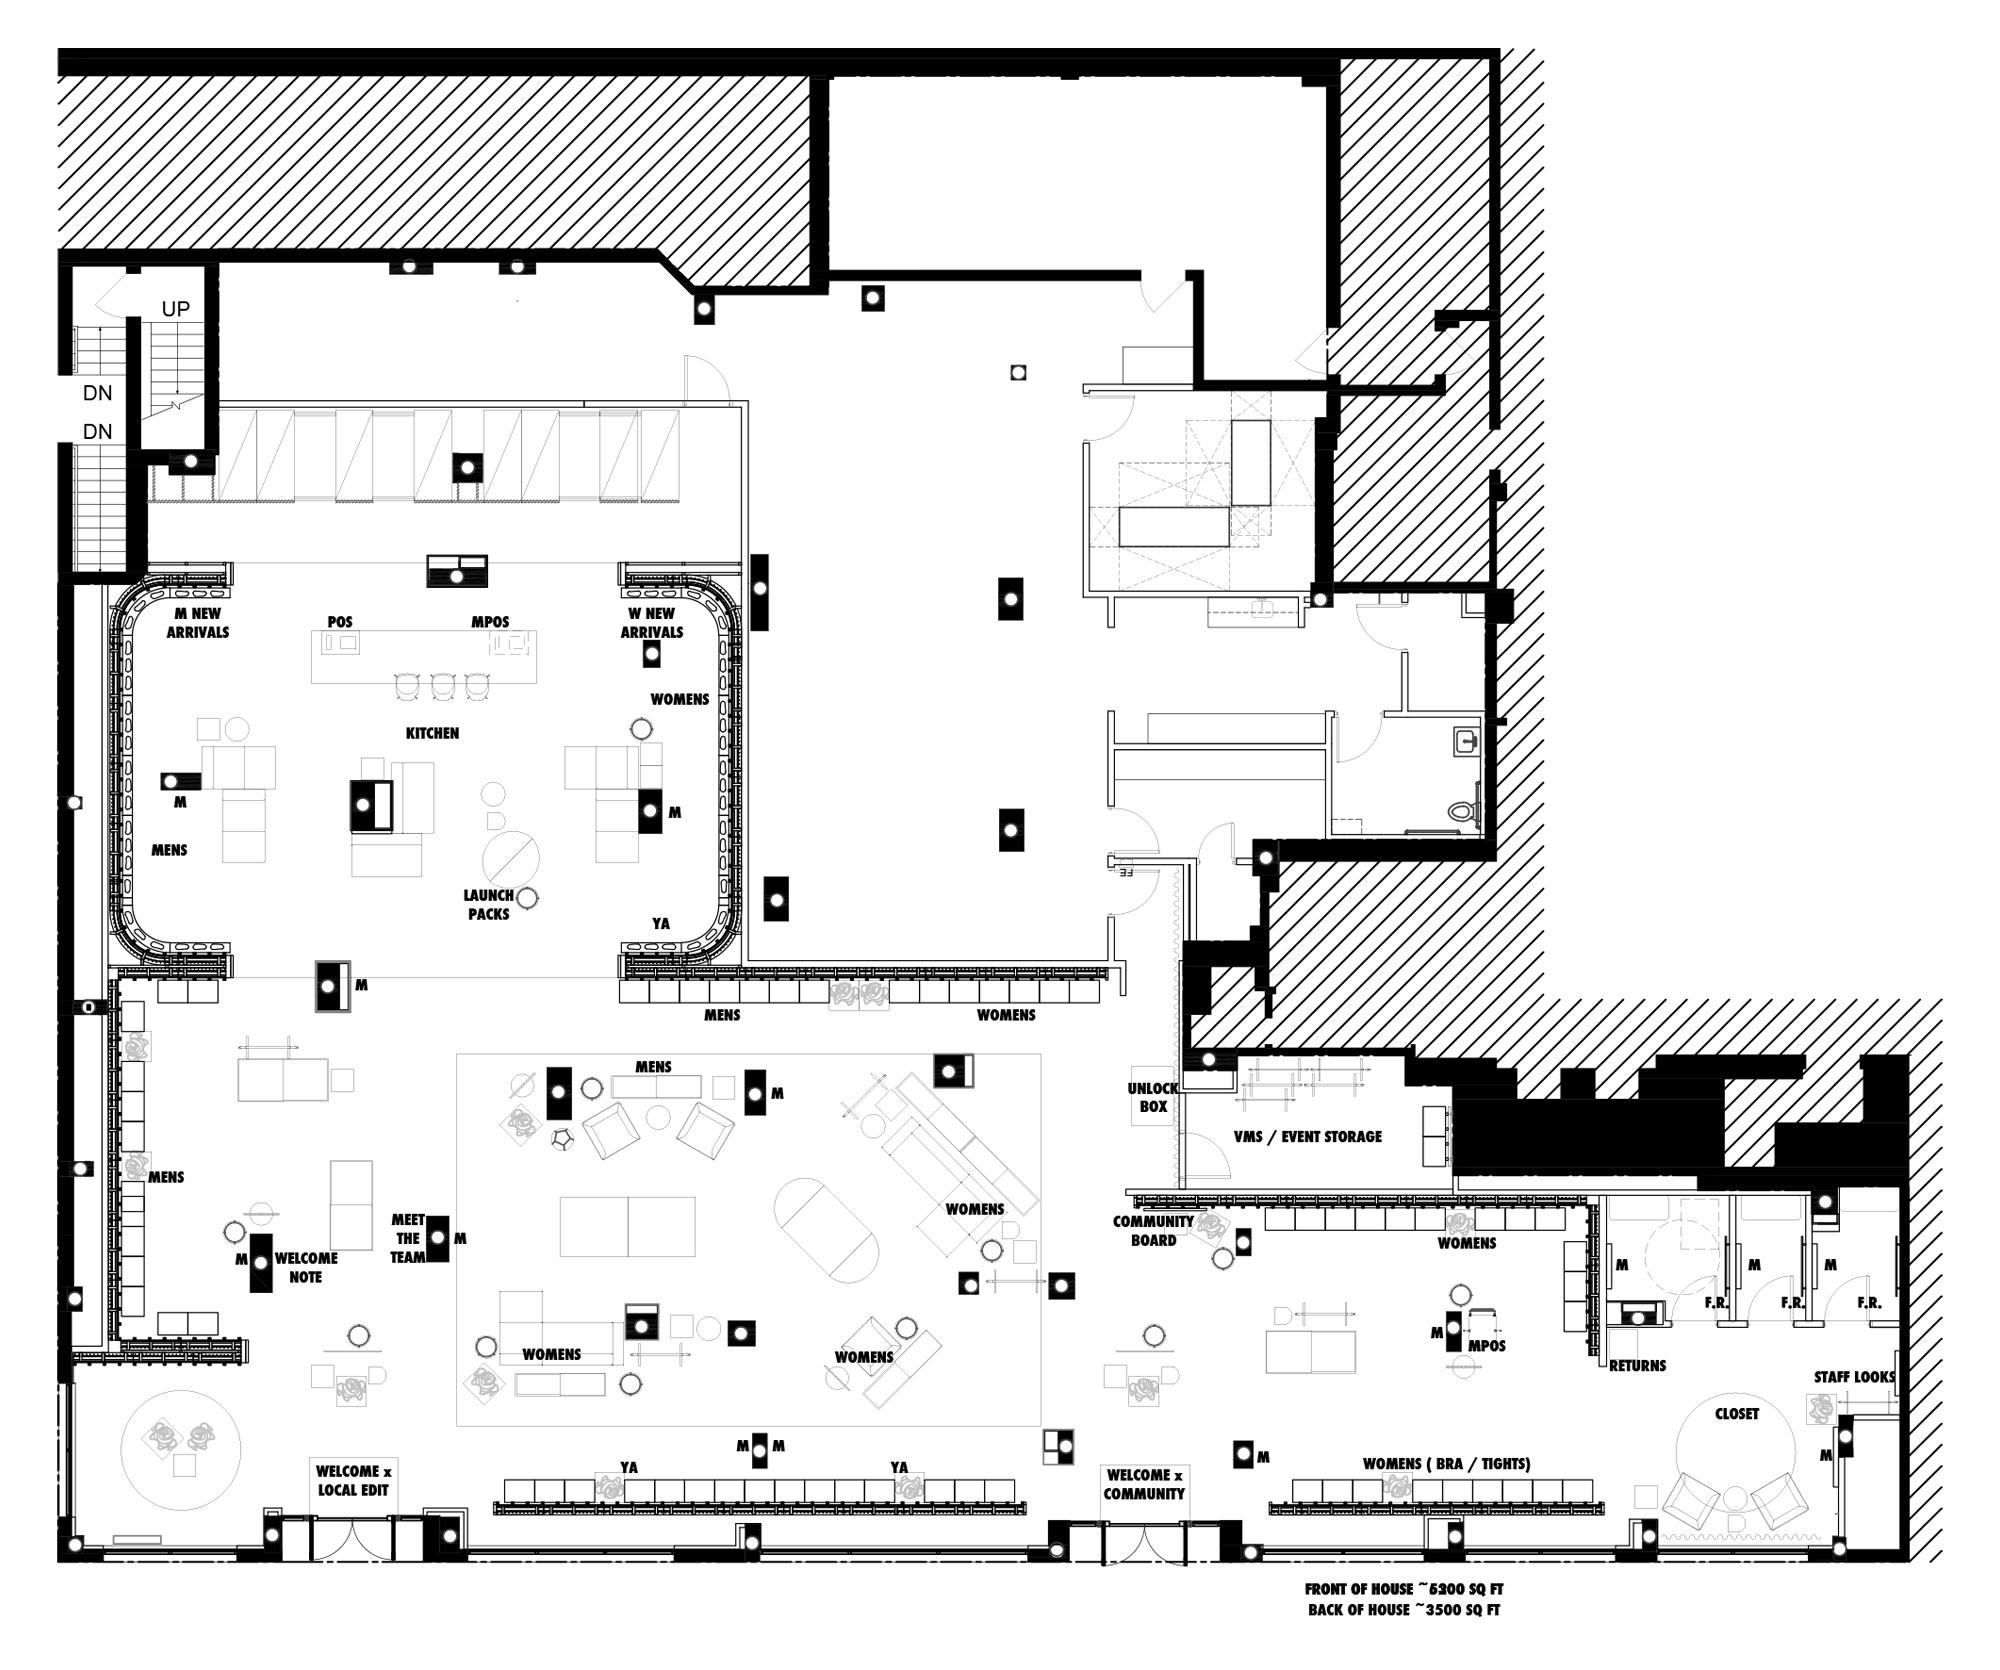 UP
DN
DN
M NEW
ARRIVALS
POS
MPOS
W NEW
ARRIVALS
WOMENS
KITCHEN
M
M
MENS
LAUNCH
PACKS
YA
M
MENS
WOMENS
MENS
M
UNLOCK
BOX
VMS / EVENT STORAGE
MENS
WOMENS
MEET
THE
TEAM
M
M
WELCOME
NOTE
COMMUNITY
BOARD
WOMENS
M
M
M
F.R.
F.R.
F.R.
M
MPOS
WOMENS
WOMENS
RETURNS
STAFF LOOKS
CLOSET
M
M
M
M
WOMENS ( BRA / TIGHTS)
YA
YA
WELCOME x
LOCAL EDIT
WELCOME x
COMMUNITY
FRONT OF HOUSE SQ FT
BACK OF HOUSE ~3500 SQ FT